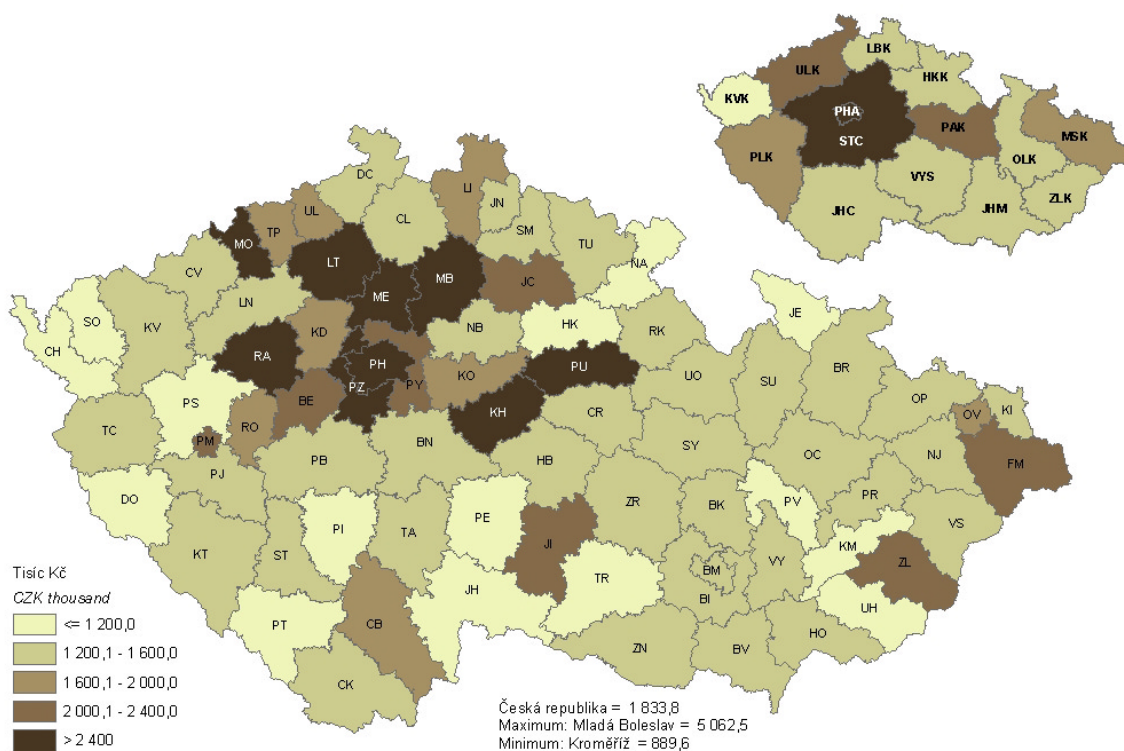 LBK
ULK
HKK
KVK
PHA
PAK
STC
MSK
PLK
OLK
VYS
ZLK
JHC
JHM
DC
LI
JN
UL
CL
TP
SM
MO
TU
LT
NA
CV
MB
JC
ME
LN
JE
SO
KV
NB
HK
KD
RK
CH
RA
PH
PU
BR
KO
PZ
PY
UO
SU
OP
PS
BE
KH
KI
OV
CR
RO
TC
PM
BN
SY
OC
NJ
FM
PB
HB
PJ
DO
ZR
BK
PV
PR
PI
TA
PE
VS
KT
ST
JI
KM
BM
VY
ZL
TR
JH
BI
UH
PT
CB
HO
ZN
BV
CK
Tisíc Kč
CZK thousand
<= 1 200,0
1 200,1 - 1 600,0
1 600,1 - 2 000,0
2 000,1 - 2 400,0
> 2 400
Česká republika = 1 833,8
Maximum: Mladá Boleslav = 5 062,5
Minimum: Kroměříž = 889,6